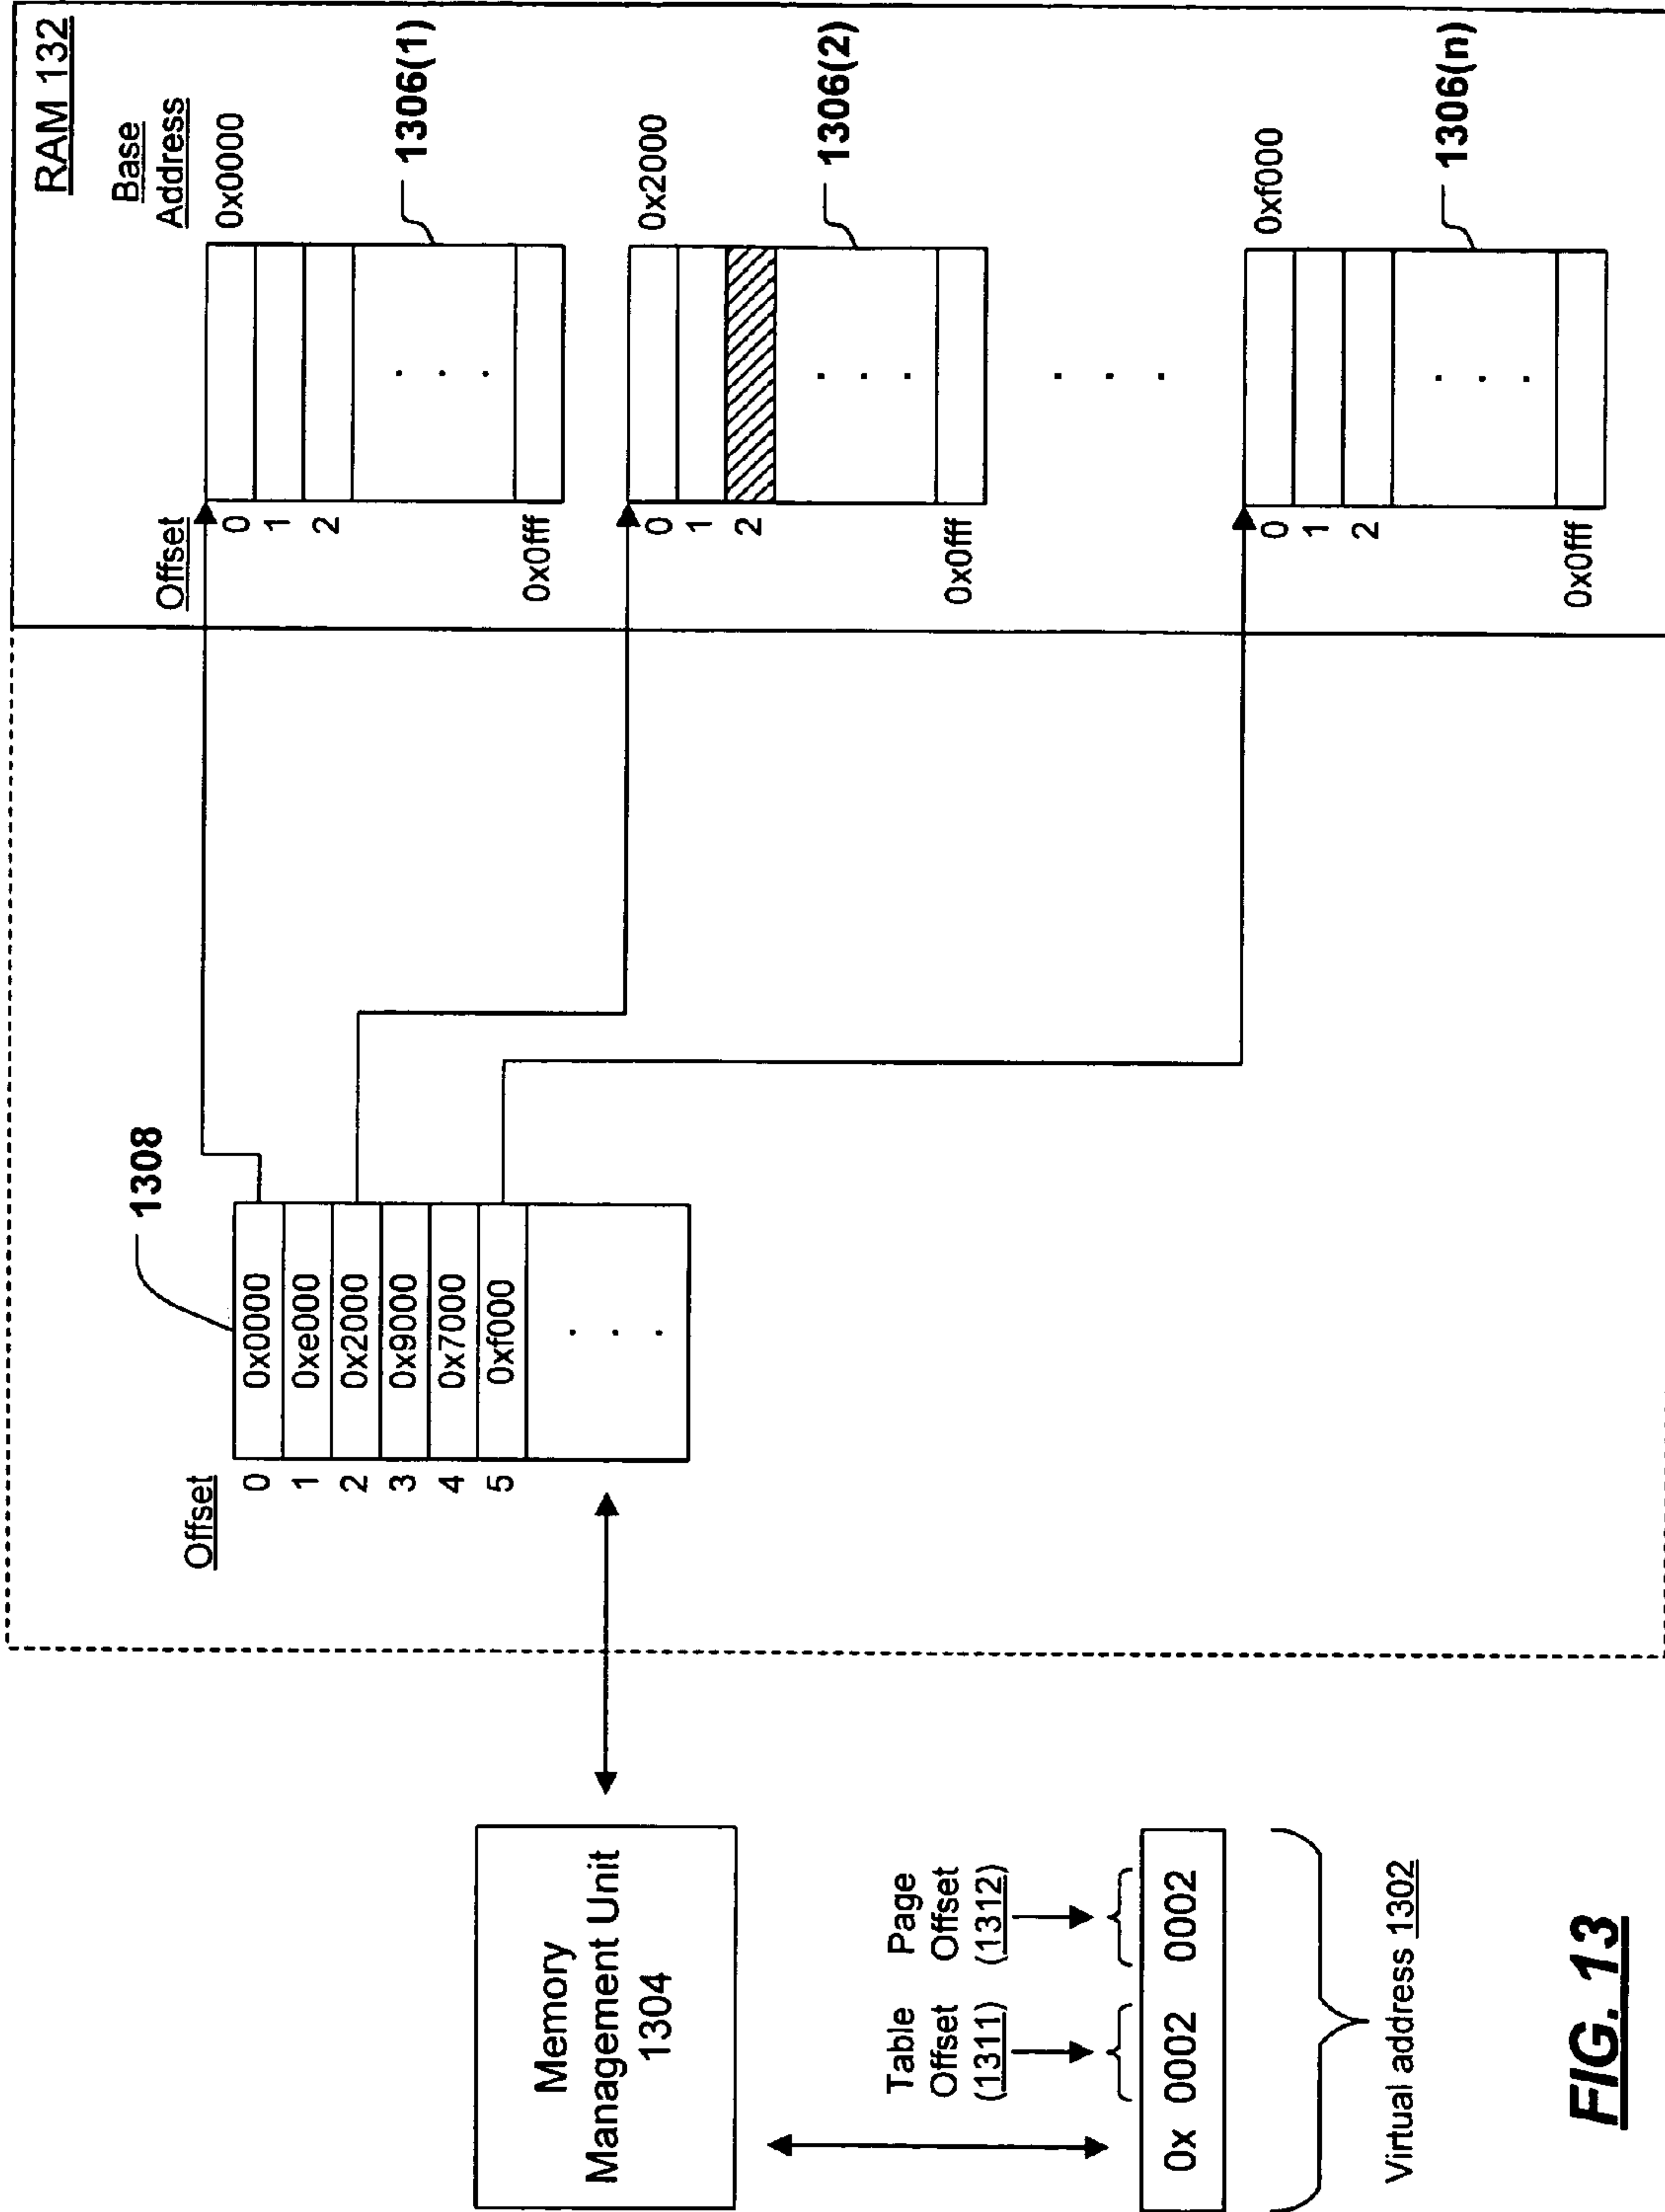 RAM 132
Offset
Base
Address
0
1
2
0x0fff
0x0000
1306(1)
0
1
2
.
.
.
0x0fff
0x2000
1306(2)
.
.
.
0
1
2
.
.
.
0x0fff
0xf000
1306(n)
1308
Offset
0 0x0000
1 0xe000
2 0x2000
3 0x9000
4 0x7000
5 0xf000
.
.
.
Memory
Management Unit
1304
Table
Offset
(1311)
Page
Offset
(1312)
0x 0002 0002
Virtual address 1302
FIG. 13